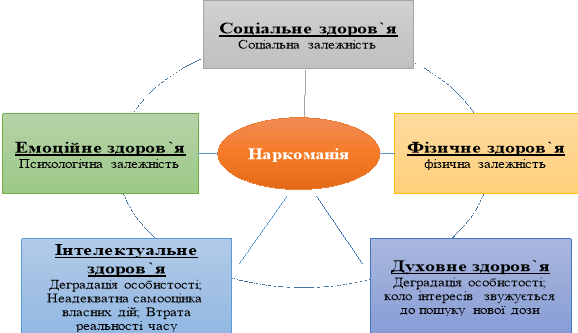 Соціальне здоров`я
Соціальна залежність
Емоційне здоров`я
Психологічна залежність
Наркоманія
Фізичне здоров`я
фізична залежність
Інтелектуальне
здоров`я
Деградація особистості;
Неадекватна самооцінка
власних дій; Втрата
реальності часу
Духовне здоров`я
Деградація особистості;
коло інтересів звужується
до пошуку нової дози